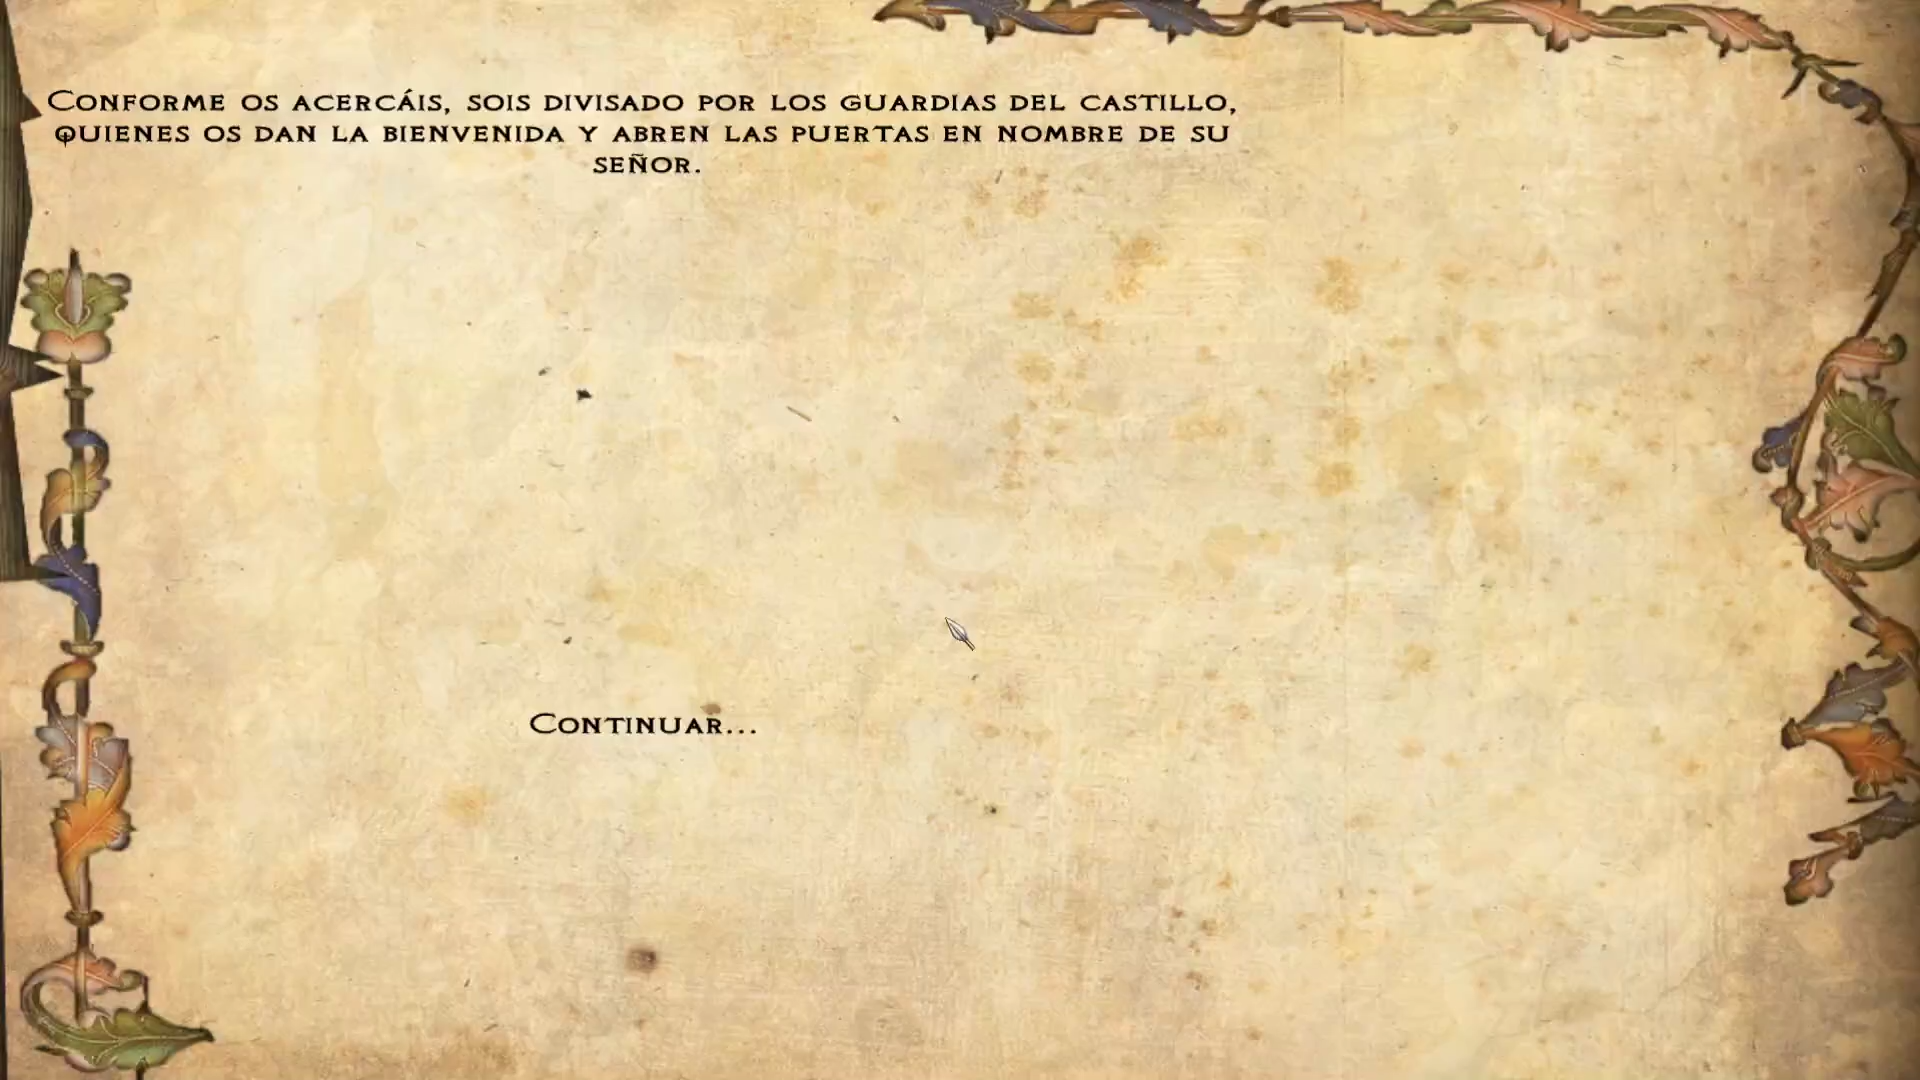 Conforme os acercáis, sois divisado por los guardias del castillo,
quienes os dan la bienvenida y abren las puertas en nombre de su
señor.
Continuar...